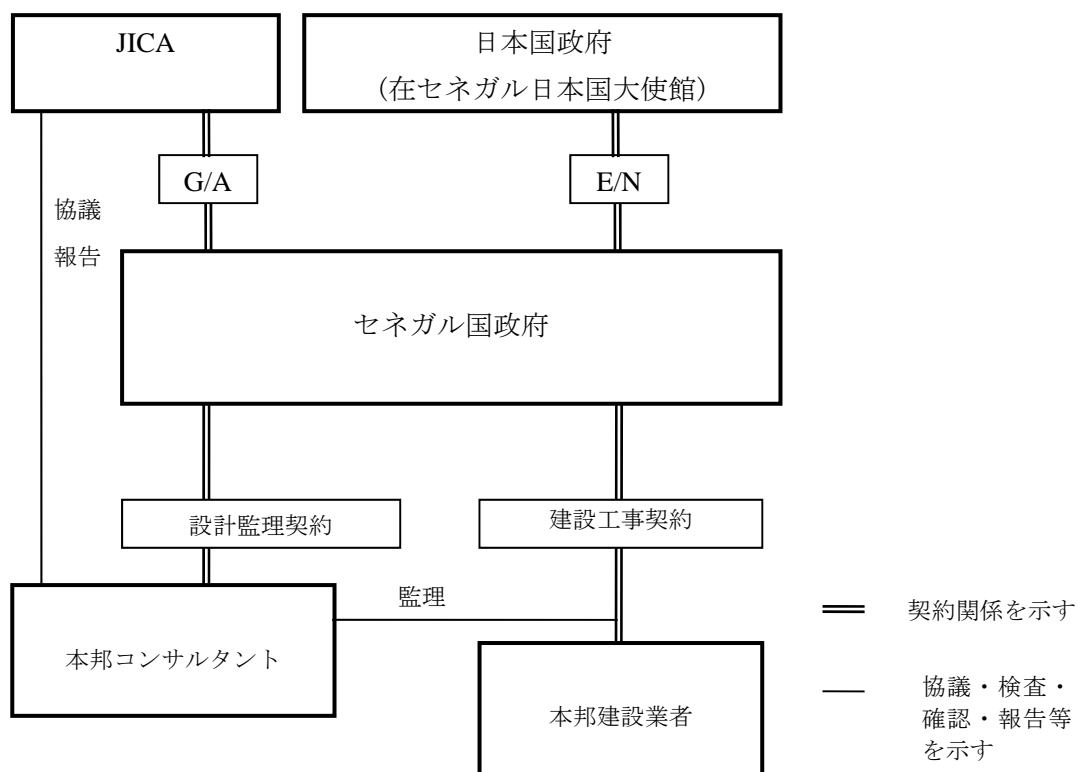 JICA
日本国政府
(在セネガル日本国大使館)
G/A
E/N
協議
報告
セネガル国政府
設計監理契約
建設工事契約
監理
本邦コンサルタント
本邦建設業者
契約関係を示す
協議・検査・
確認・報告等
を示す